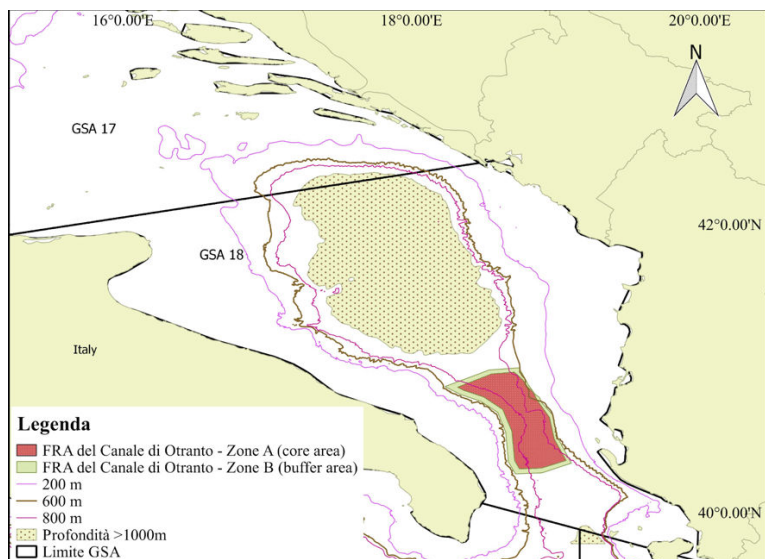 16°0.00'E 18°0.00'E 20°0.00'E
N
GSA 17
42°0.00'N
GSA 18
Italy
Legenda
FRA del Canale di Otranto - Zone A (core area)
FRA del Canale di Otranto - Zone B (buffer area)
200 m
600 m
800 m
Profondità >1000m
Limite GSA
40°0.00'N